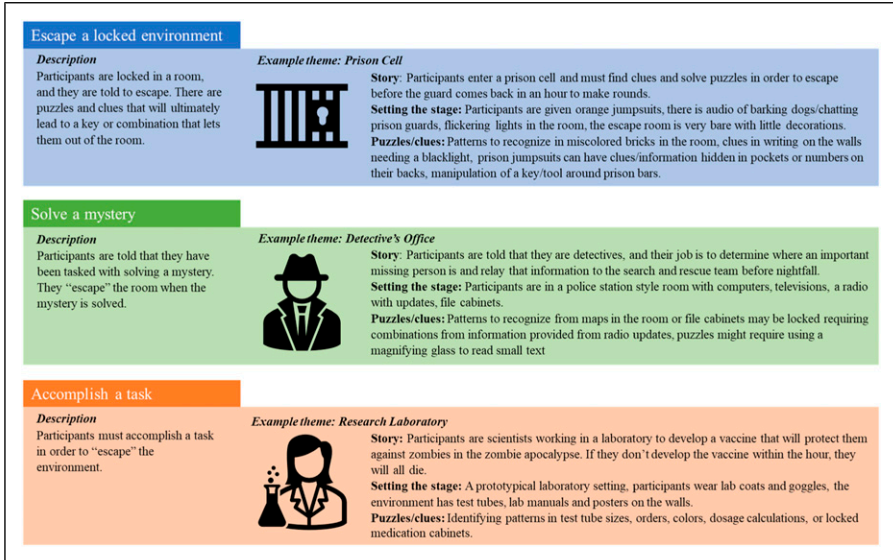 Escape a locked environment
Description
Participants are locked in a room,
and they are told to escape. There are
puzzles and clues that will ultimately
lead to a key or combination that lets
them out of the room.
Example theme: Prison Cell
Story: Participants enter a prison cell and must find clues and solve puzzles in order to escape
before the guard comes back in an hour to make rounds.
Setting the stage: Participants are given orange jumpsuits, there is audio of barking dogs/chatting
prison guards, flickering lights in the room, the escape room is very bare with little decorations.
Puzzles/clues: Patterns to recognize in miscolored bricks in the room, clues in writing on the walls
needing a blacklight, prison jumpsuits can have clues/information hidden in pockets or numbers on
their backs, manipulation of a key/tool around prison bars.
Solve a mystery
Description
Participants are told that they have
been tasked with solving a mystery.
They “escape” the room when the
mystery is solved.
Example theme: Detective’s Office
Story: Participants are told that they are detectives, and their job is to determine where an important
missing person is and relay that information to the search and rescue team before nightfall.
Setting the stage: Participants are in a police station style room with computers, televisions, a radio
with updates, file cabinets.
Puzzles/clues: Patterns to recognize from maps in the room or file cabinets may be locked requiring
combinations from information provided from radio updates, puzzles might require using a
magnifying glass to read small text
Accomplish a task
Description
Participants must accomplish a task
in order to “escape” the
environment.
Example theme: Research Laboratory
Story: Participants are scientists working in a laboratory to develop a vaccine that will protect them
against zombies in the zombie apocalypse. If they don’t develop the vaccine within the hour, they
will all die.
Setting the stage: A prototypical laboratory setting, participants wear lab coats and goggles, the
environment has test tubes, lab manuals and posters on the walls.
Puzzles/clues: Identifying patterns in test tube sizes, orders, colors, dosage calculations, or locked
medication cabinets.